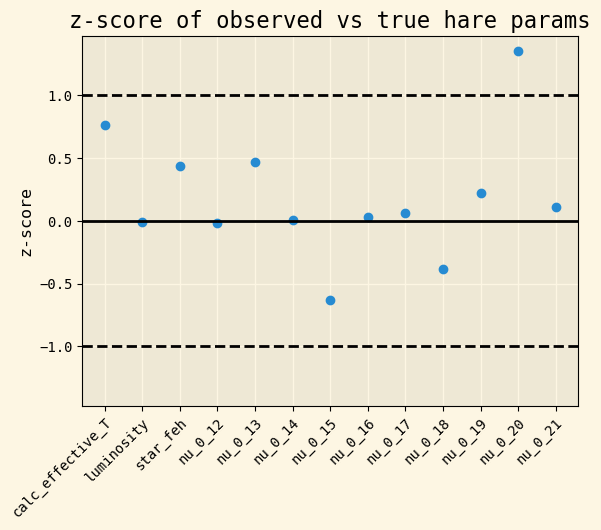 z-score of observed vs true hare params
z-score
1.0
0.5
0.0
−0.5
−1.0
calc_effective_T
luminosity
star_feh
nu_0_12
nu_0_13
nu_0_14
nu_0_15
nu_0_16
nu_0_17
nu_0_18
nu_0_19
nu_0_20
nu_0_21